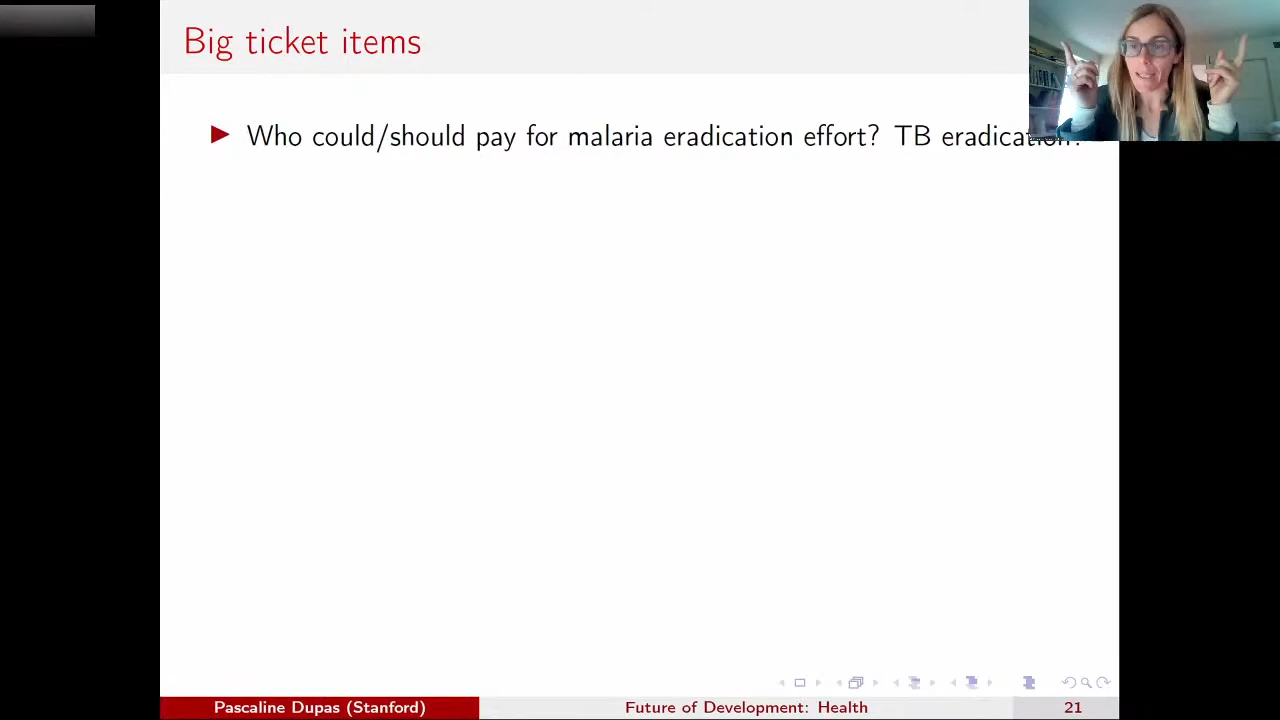 Big ticket items
Who could/should pay for malaria eradication effort? TB eradication?
Pascaline Dupas (Stanford)
Future of Development: Health
21